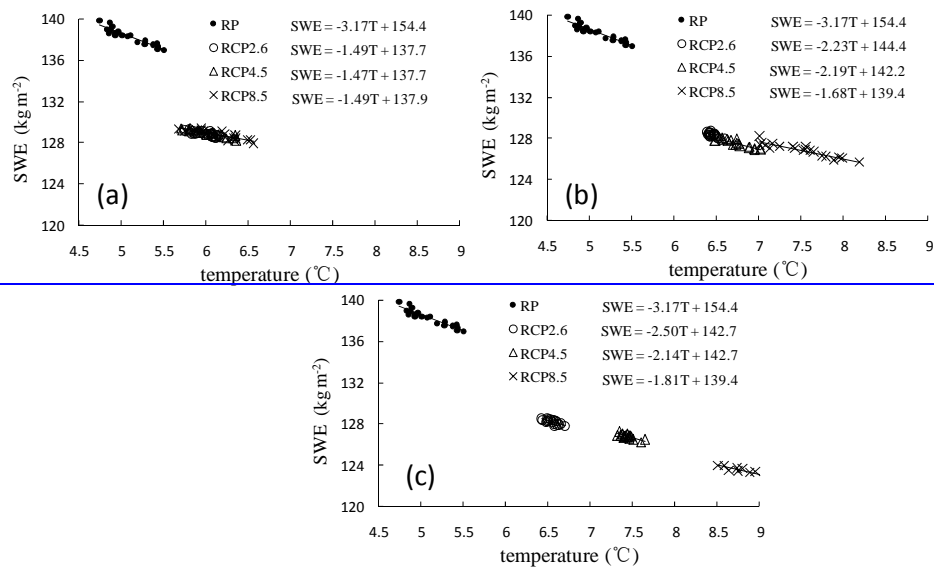 140
136
132
128
124
120
SWE (kg m-2)
RP SWE = -3.17T + 154.4
RCP2.6 SWE = -1.49T + 137.7
RCP4.5 SWE = -1.47T + 137.7
RCP8.5 SWE = -1.49T + 137.9
(a)
4.5 5 5.5 6 6.5 7 7.5 8 8.5 9
temperature (℃)
140
136
132
128
124
120
SWE (kg m-2)
RP SWE = -3.17T + 154.4
RCP2.6 SWE = -2.23T + 144.4
RCP4.5 SWE = -2.19T + 142.2
RCP8.5 SWE = -1.68T + 139.4
(b)
4.5 5 5.5 6 6.5 7 7.5 8 8.5 9
temperature (℃)
140
136
132
128
124
120
SWE (kg m-2)
RP SWE = -3.17T + 154.4
RCP2.6 SWE = -2.50T + 142.7
RCP4.5 SWE = -2.14T + 142.7
RCP8.5 SWE = -1.81T + 139.4
(c)
4.5 5 5.5 6 6.5 7 7.5 8 8.5 9
temperature (℃)